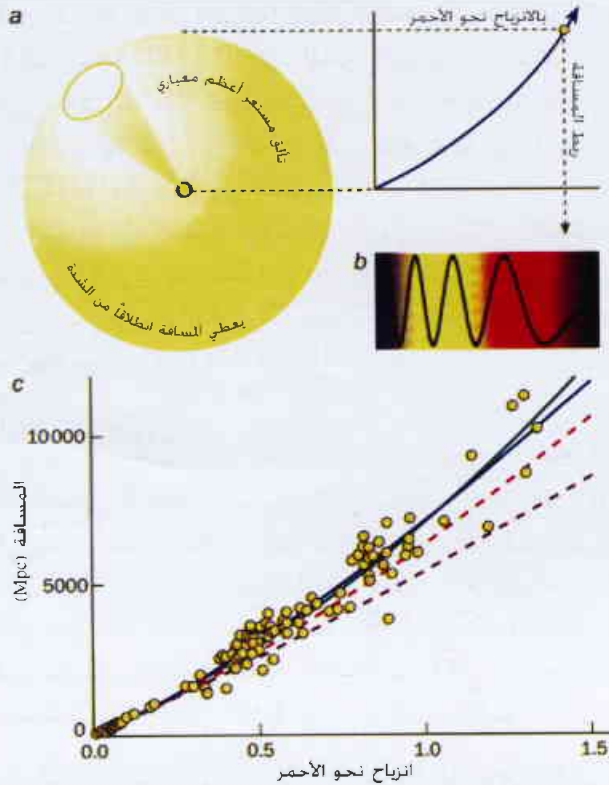 a
بالانزياح نحو الأحمر
ربط المسافة
تألق مستعر أعظم معياري
يعطي المسافة انطلاقاً من الشدة
b
c
10000
5000
0
المسافة (Mpc)
0.0
0.5
1.0
1.5
انزياح نحو الأحمر